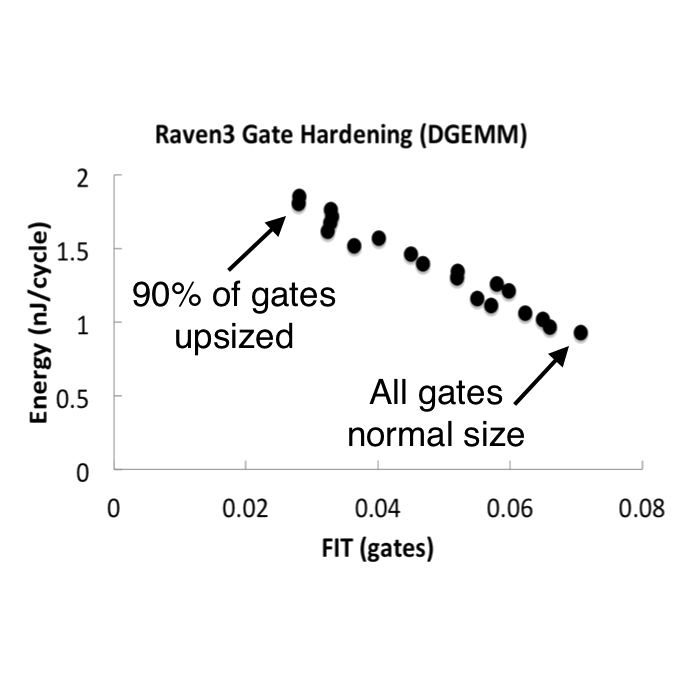 Raven3 Gate Hardening (DGEMM)
2
1.5
1
0.5
0
Energy (nJ/cycle)
90% of gates
upsized
All gates
normal size
0
0.02
0.04
0.06
0.08
FIT (gates)